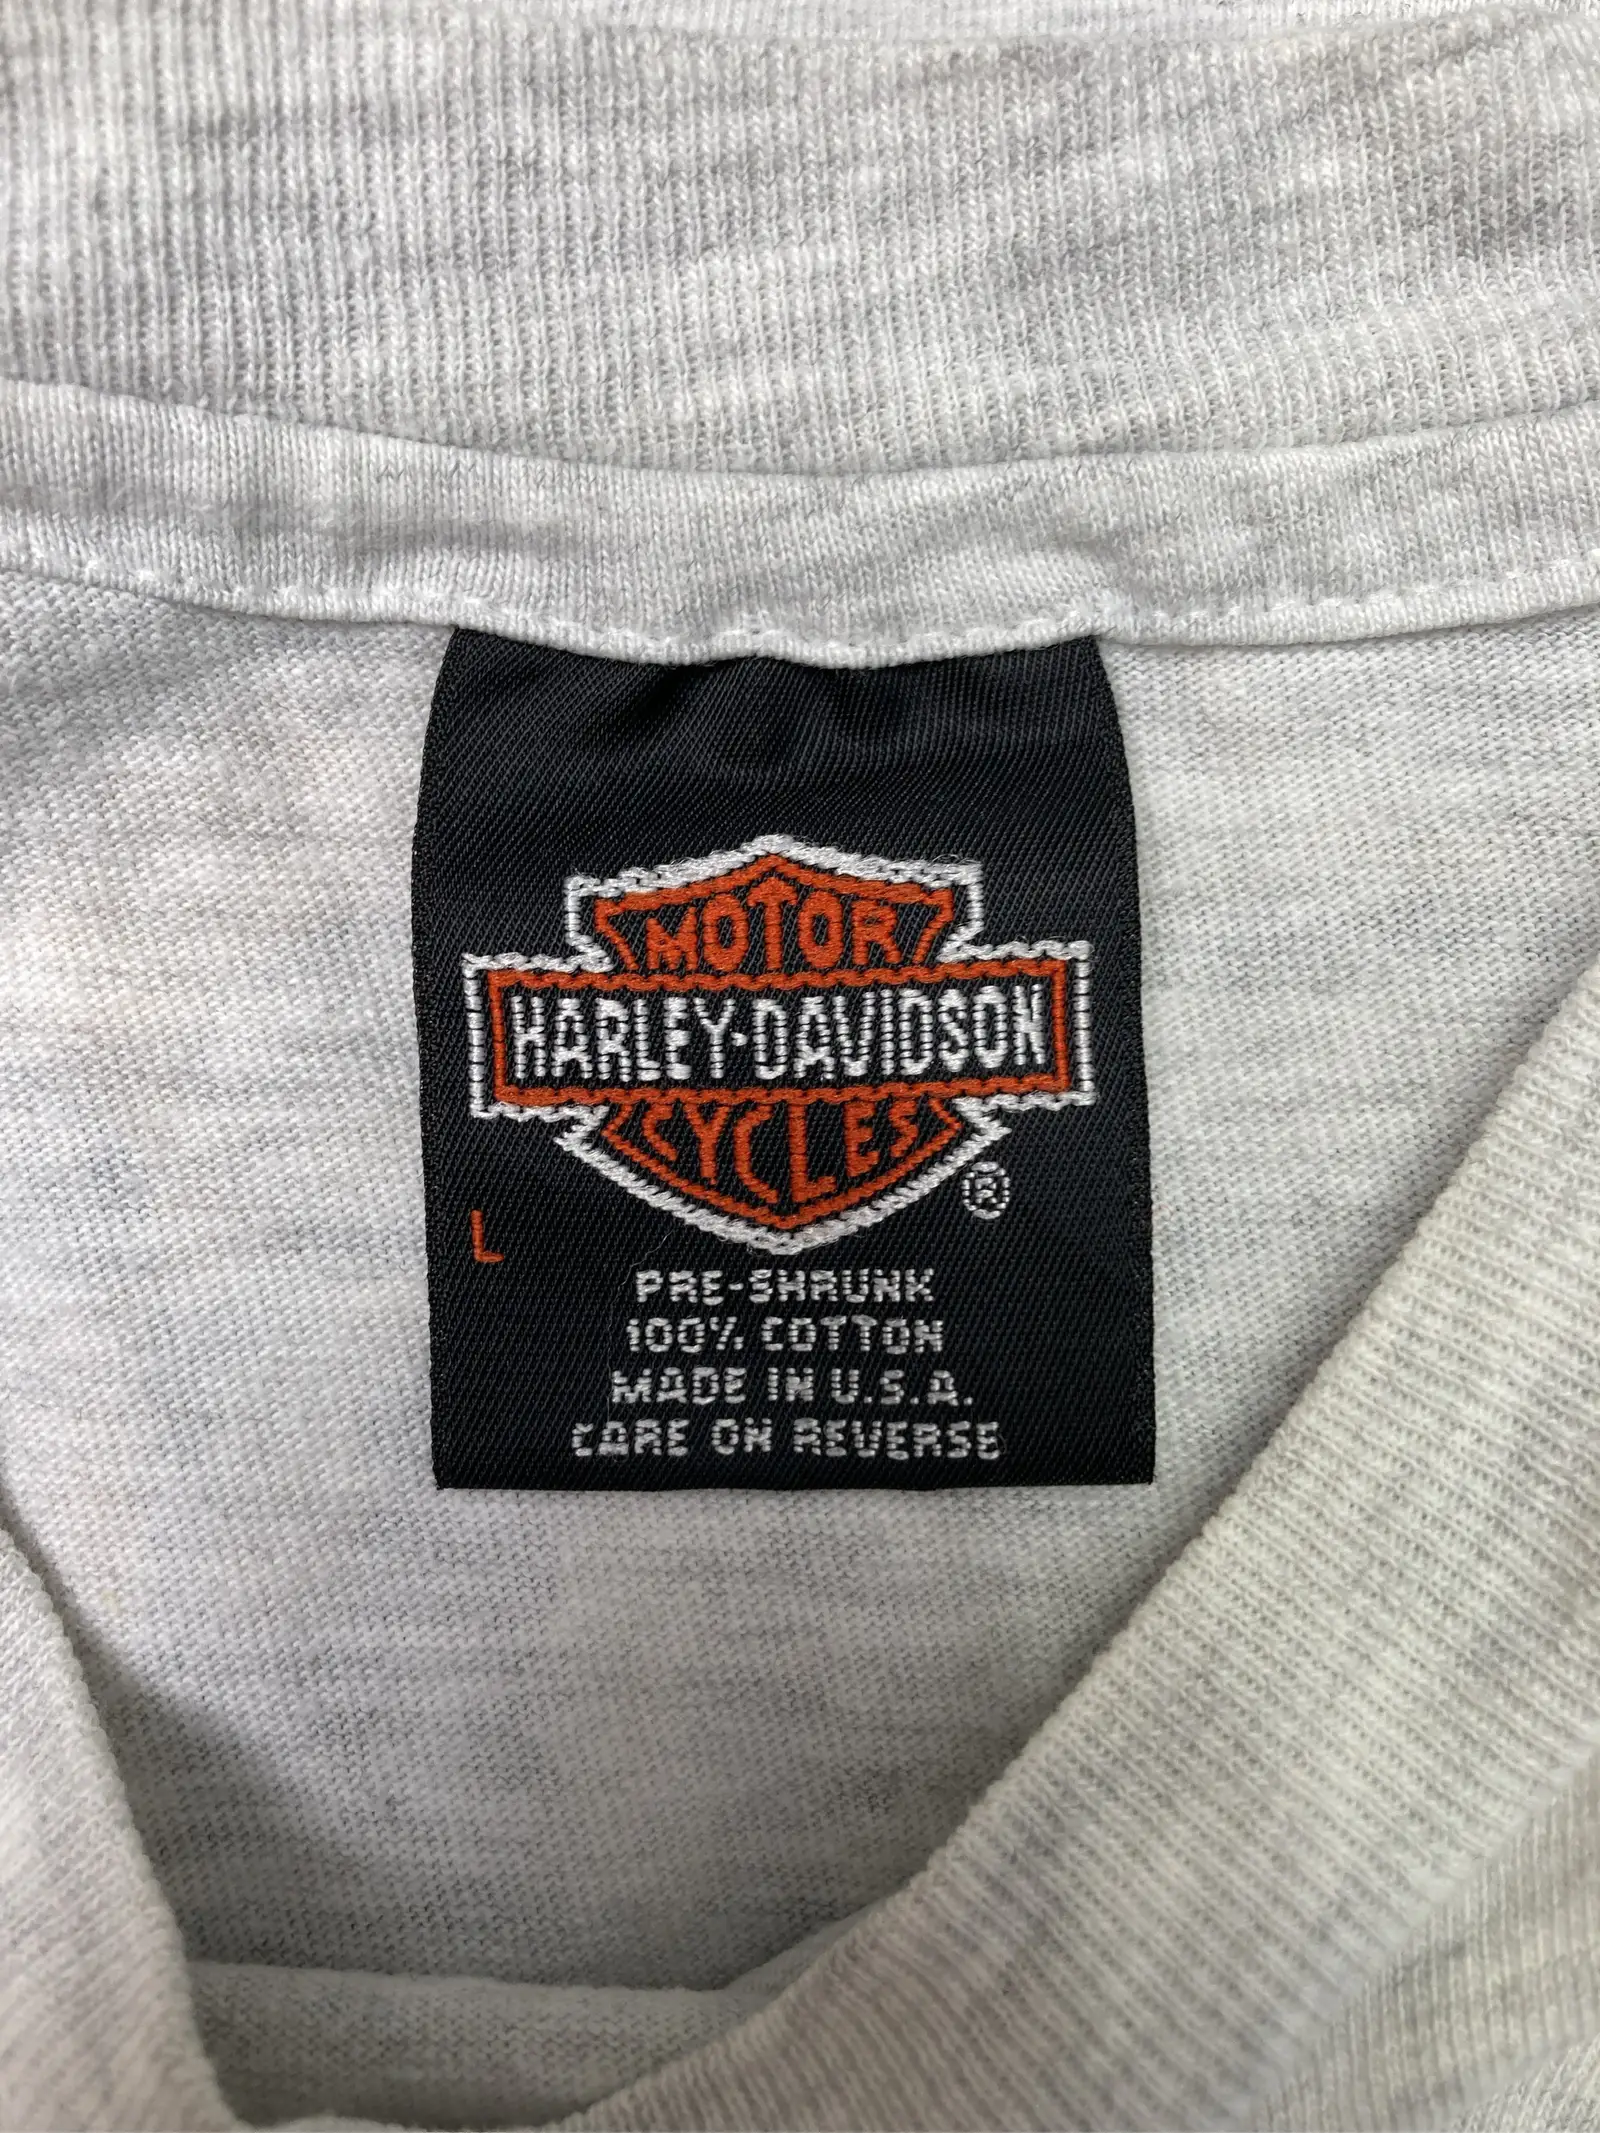 MOTOR
HARLEY-DAVIDSON
CYCLES
®
L
PRE-SHRUNK
100% COTTON
MADE IN U.S.A.
CARE ON REVERSE